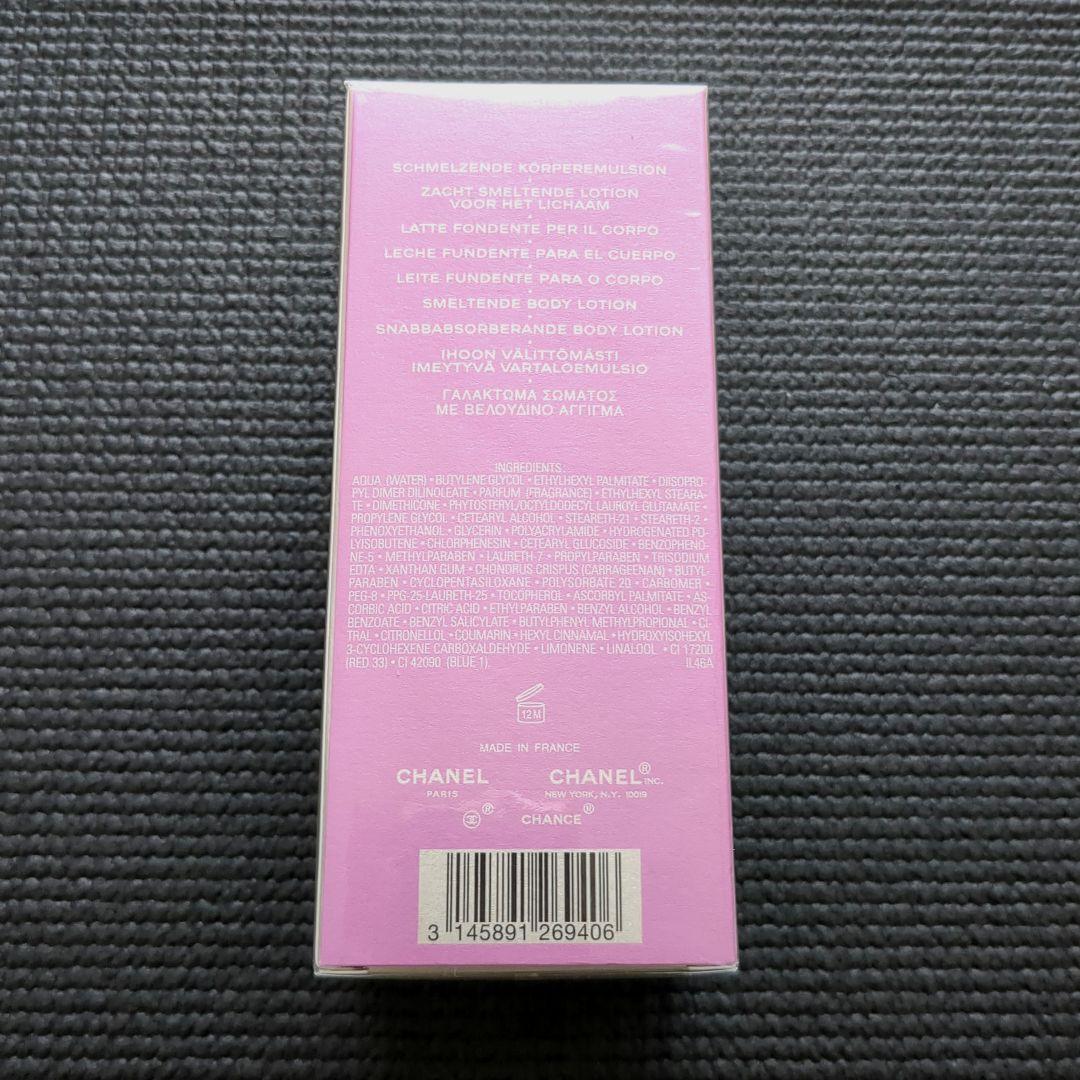 SCHMELZENDE KÖRPEREMULSION
•
ZACHT SMELTENDE LOTION
VOOR HET LICHAAM
•
LATTE FONDENTE PER IL CORPO
•
LECHE FUNDENTE PARA EL CUERPO
•
LEITE FUNDENTE PARA O CORPO
•
SMELTENDE BODY LOTION
•
SNABBABSORBERANDE BODY LOTION
•
IHOON VÄLITTÖMÄSTI
IMEYTYVÄ VARTALOEMULSIO
•
ΓΑΛΑΚΤΩΜΑ ΣΩΜΑΤΟΣ
ΜΕ ΒΕΛΟΥΔΙΝΟ ΑΓΓΙΓΜΑ
INGREDIENTS:
AQUA (WATER) • BUTYLENE GLYCOL • ETHYLHEXYL PALMITATE • DIISOPRO-
PYL DIMER DILINOLEATE • PARFUM (FRAGRANCE) • ETHYLHEXYL STEARA-
TE • DIMETHICONE • PHYTOSTERYL/OCTYLDODECYL LAUROYL GLUTAMATE •
PROPYLENE GLYCOL • CETEARYL ALCOHOL • STEARETH-21 • STEARETH-2 •
PHENOXYETHANOL • GLYCERIN • POLYACRYLAMIDE • HYDROGENATED PO-
LYISOBUTENE • CHLORPHENESIN • CETEARYL GLUCOSIDE • BENZOPHENO-
NE-5 • METHYLPARABEN • LAURETH-7 • PROPYLPARABEN • TRISODIUM
EDTA • XANTHAN GUM • CHONDRUS CRISPUS (CARRAGEENAN) • BUTYL-
PARABEN • CYCLOPENTASILOXANE • POLYSORBATE 20 • CARBOMER •
PEG-8 • PPG-25-LAURETH-25 • TOCOPHEROL • ASCORBYL PALMITATE • AS-
CORBIC ACID • CITRIC ACID • ETHYLPARABEN • BENZYL ALCOHOL • BENZYL
BENZOATE • BENZYL SALICYLATE • BUTYLPHENYL METHYLPROPIONAL • CI-
TRAL • CITRONELLOL • COUMARIN • HEXYL CINNAMAL • HYDROXYISOHEXYL
3-CYCLOHEXENE CARBOXALDEHYDE • LIMONENE • LINALOOL • CI 17200
(RED 33) • CI 42090 (BLUE 1). IL46A
12 M
MADE IN FRANCE
CHANEL CHANEL® INC.
PARIS NEW YORK, N.Y. 10019
® CHANCE®
3 145891 269406